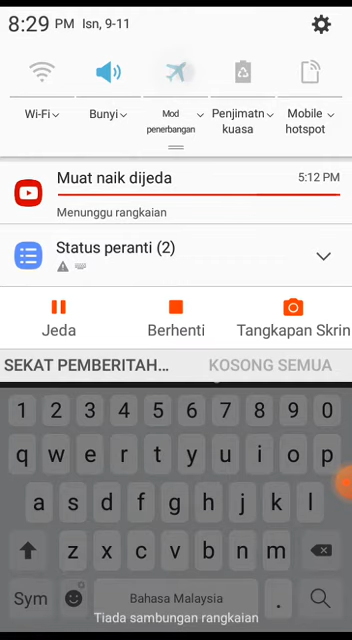 8:29 PM Isn, 9-11
Wi-Fi
Bunyi
Mod penerbangan
Penjimatn kuasa
Mobile hotspot
Muat naik dijeda 5:12 PM
Menunggu rangkaian
Status peranti (2)
Jeda Berhenti Tangkapan Skrin
SEKAT PEMBERITAH... KOSONG SEMUA
1 2 3 4 5 6 7 8 9 0
q w e r t y u i o p
a s d f g h j k l
z x c v b n m
Sym Bahasa Malaysia .
Tiada sambungan rangkaian